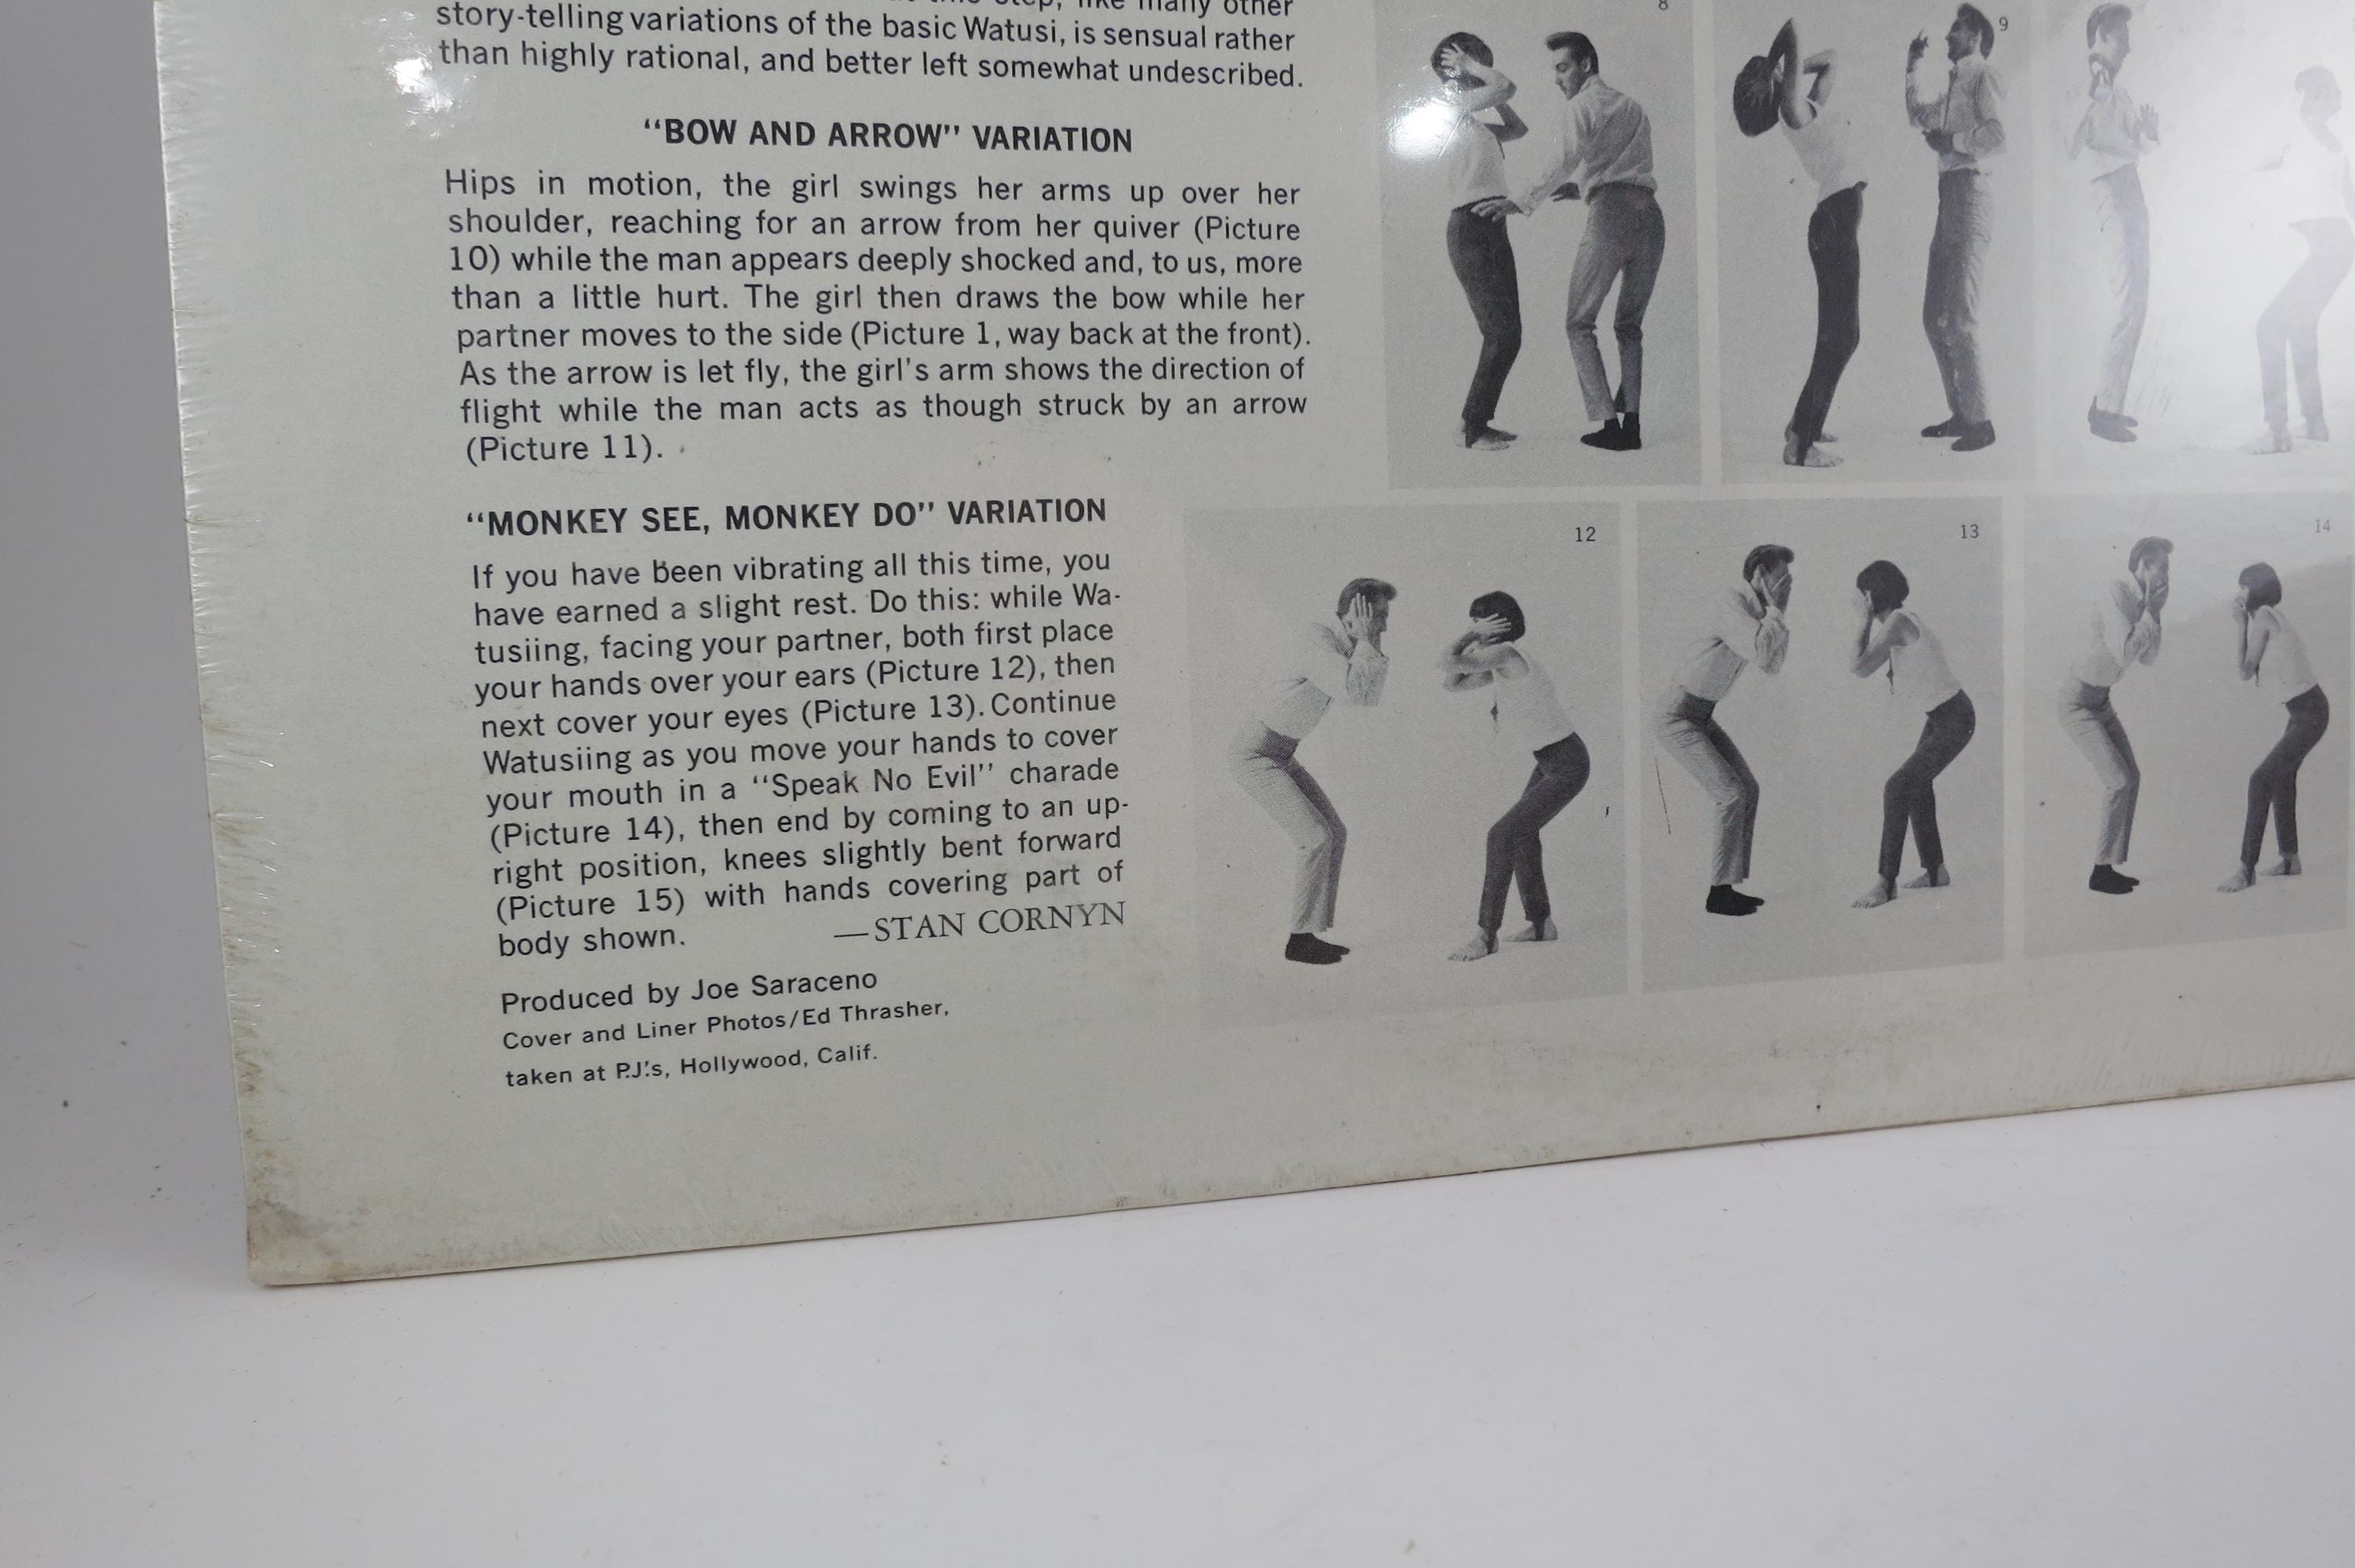 step, like many other
story-telling variations of the basic Watusi, is sensual rather
than highly rational, and better left somewhat undescribed.
“BOW AND ARROW” VARIATION
Hips in motion, the girl swings her arms up over her
shoulder, reaching for an arrow from her quiver (Picture
10) while the man appears deeply shocked and, to us, more
than a little hurt. The girl then draws the bow while her
partner moves to the side (Picture 1, way back at the front).
As the arrow is let fly, the girl's arm shows the direction of
flight while the man acts as though struck by an arrow
(Picture 11).
“MONKEY SEE, MONKEY DO” VARIATION
If you have been vibrating all this time, you
have earned a slight rest. Do this: while Wa-
tusiing, facing your partner, both first place
your hands over your ears (Picture 12), then
next cover your eyes (Picture 13). Continue
Watusiing as you move your hands to cover
your mouth in a “Speak No Evil” charade
(Picture 14), then end by coming to an up-
right position, knees slightly bent forward
(Picture 15) with hands covering part of
body shown. —STAN CORNYN
Produced by Joe Saraceno
Cover and Liner Photos/Ed Thrasher,
taken at P.J.'s, Hollywood, Calif.
8
9
12
13
14